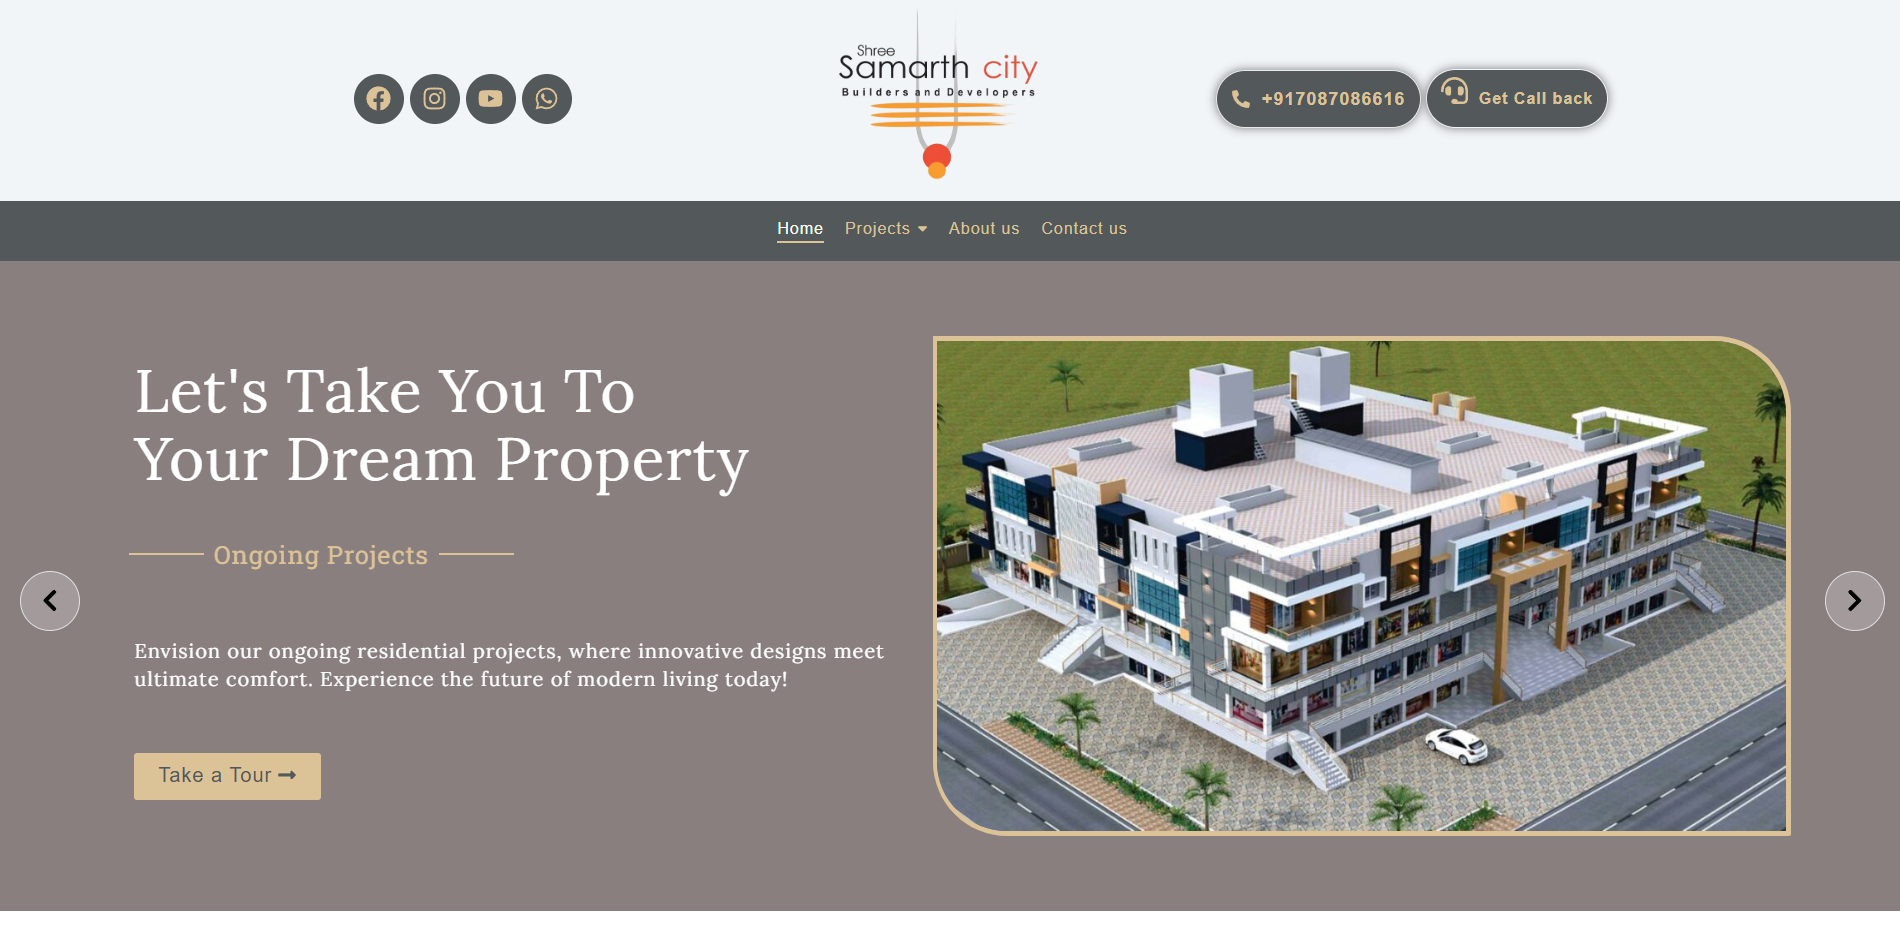 Shree
Samarth city
Builders and Developers
+917087086616
Get Call back
Home
Projects
About us
Contact us
Let's Take You To
Your Dream Property
Ongoing Projects
Envision our ongoing residential projects, where innovative designs meet
ultimate comfort. Experience the future of modern living today!
Take a Tour